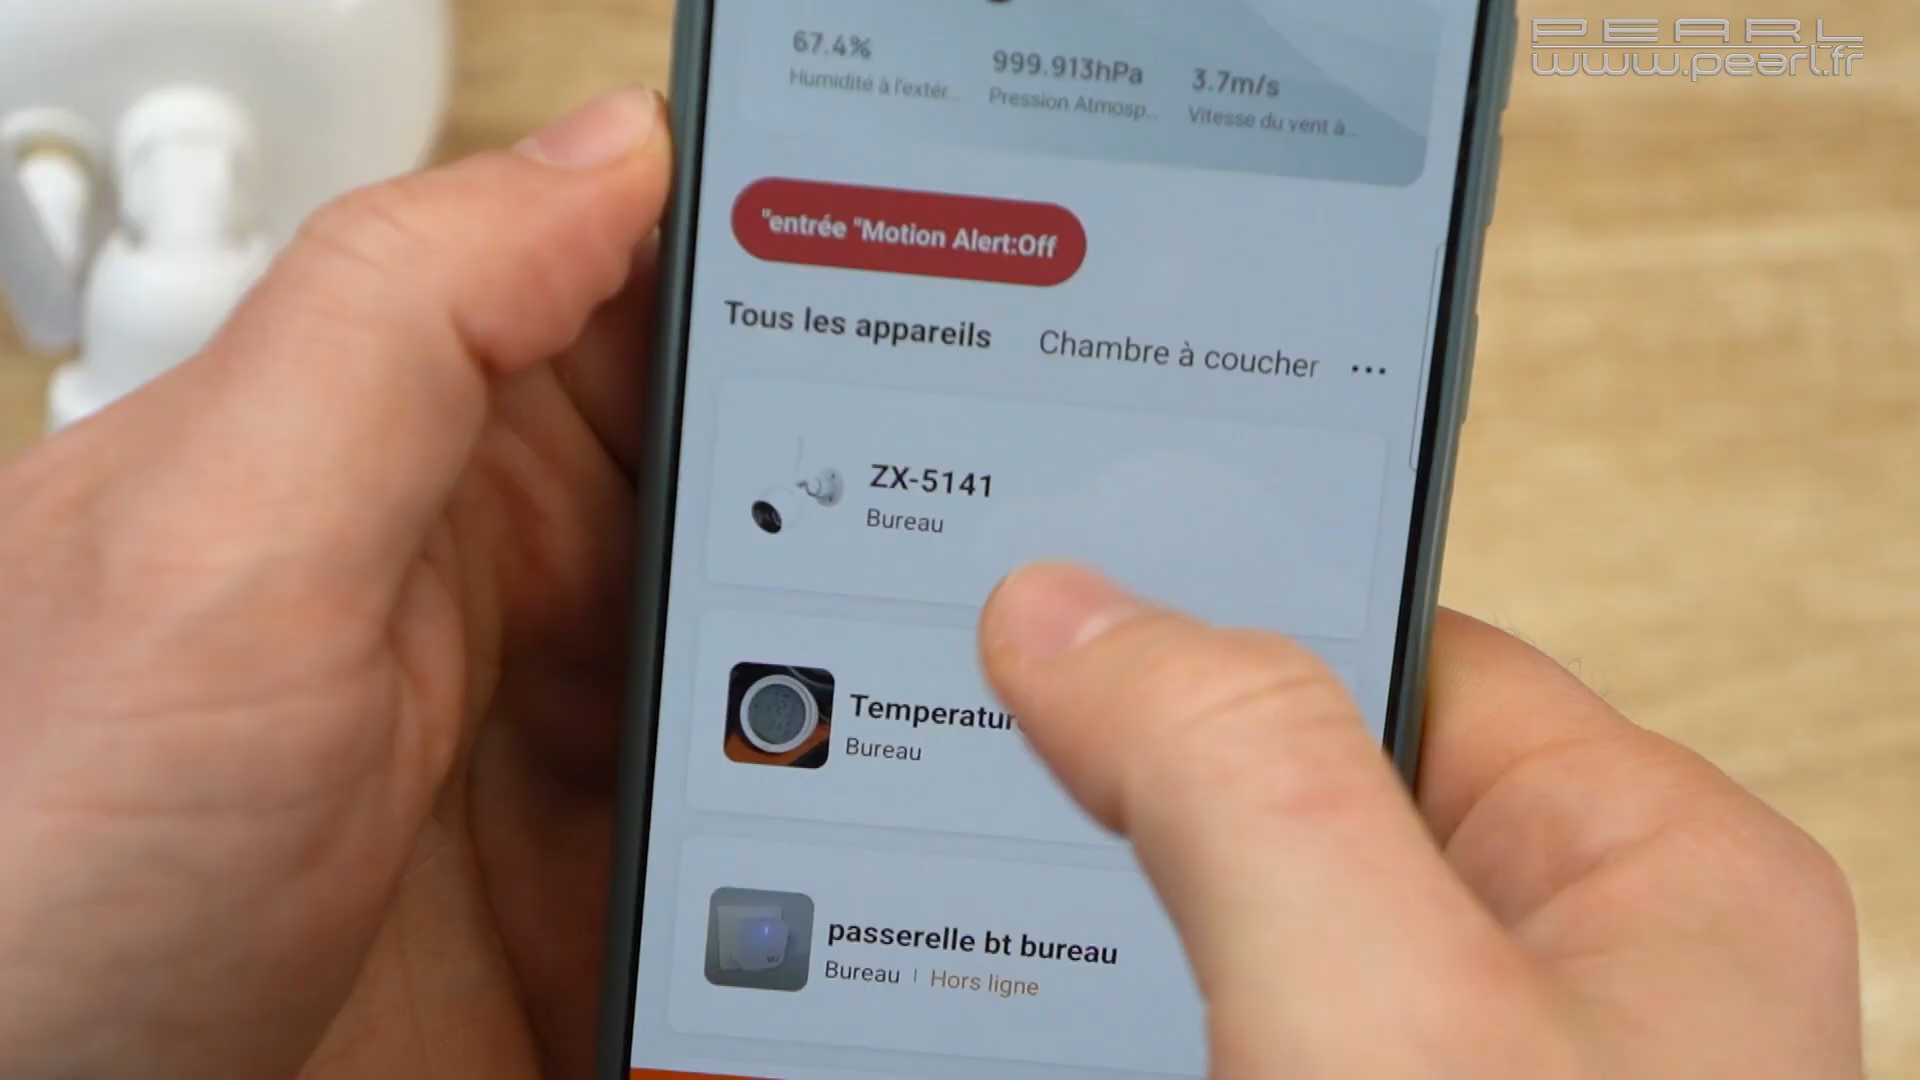 PEARL
www.pearl.fr
67.4%
Humidité à l'extér...
999.913hPa
Pression Atmosp...
3.7m/s
Vitesse du vent à...
"entrée "Motion Alert:Off
Tous les appareils
Chambre à coucher
...
ZX-5141
Bureau
Temperatur
Bureau
passerelle bt bureau
Bureau | Hors ligne